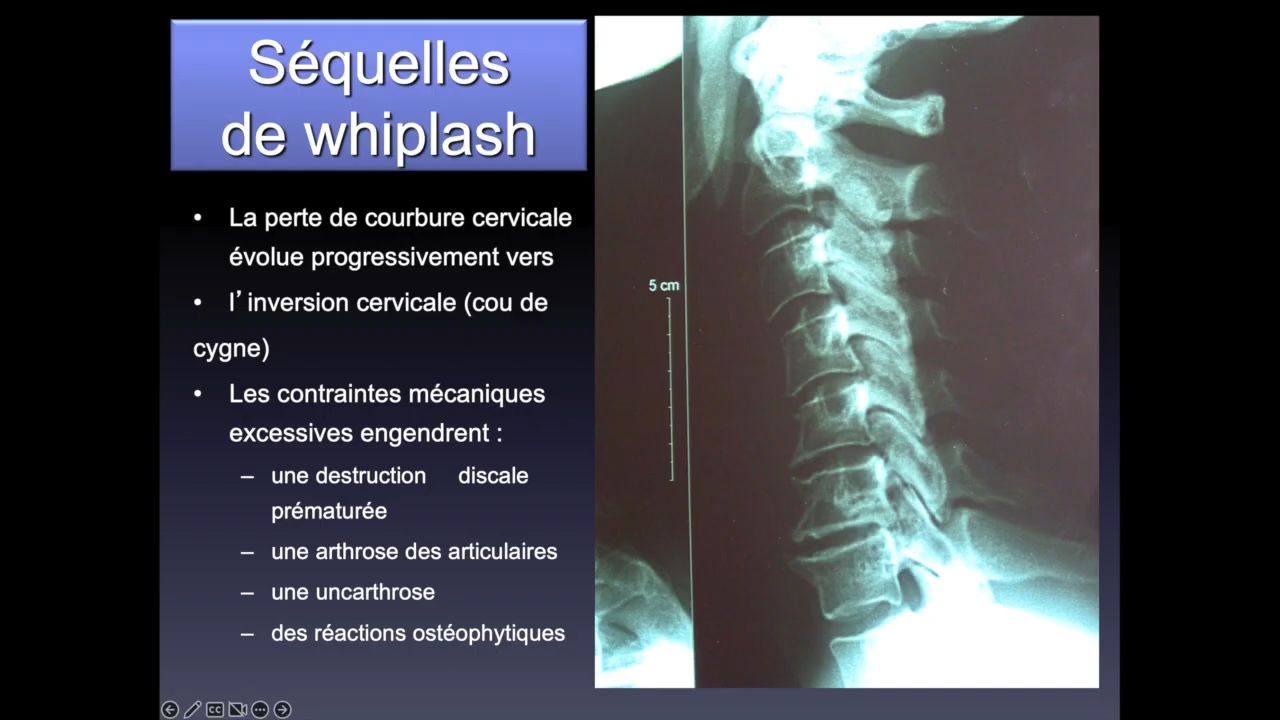 Séquelles
de whiplash
• La perte de courbure cervicale
évolue progressivement vers
• l’inversion cervicale (cou de
cygne)
• Les contraintes mécaniques
excessives engendrent :
– une destruction discale
prématurée
– une arthrose des articulaires
– une uncarthrose
– des réactions ostéophytiques
5 cm
CC